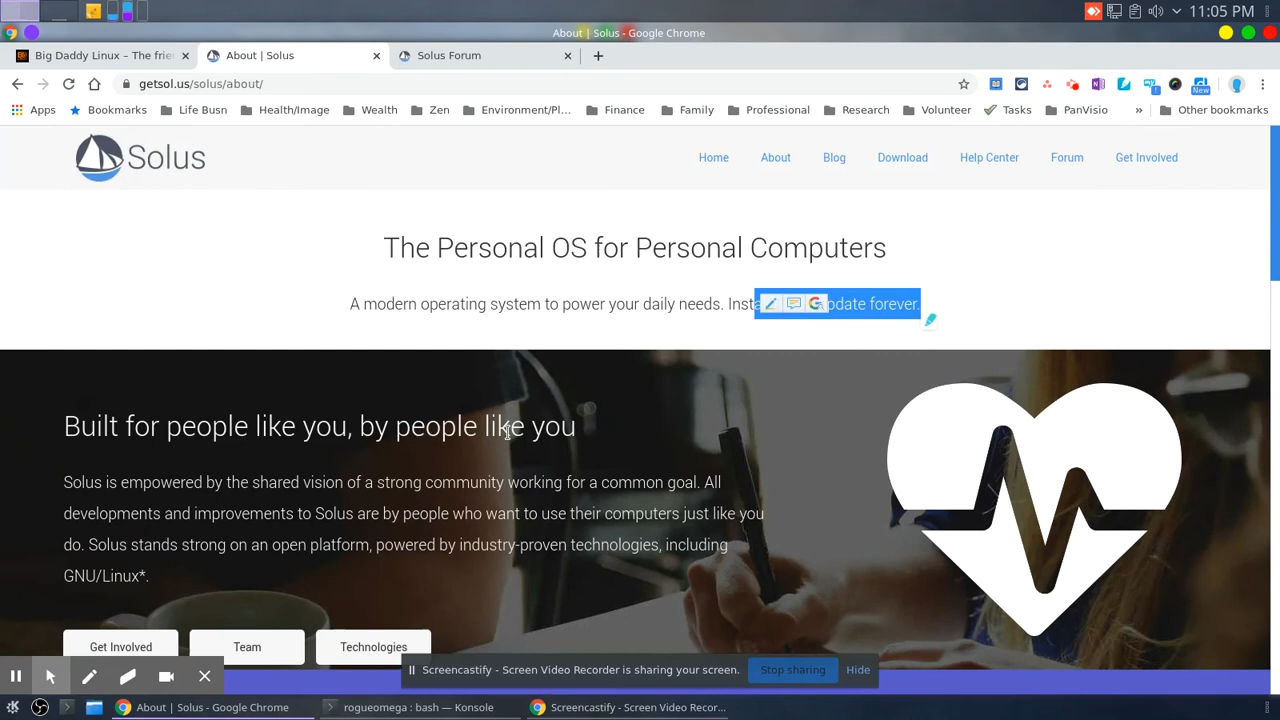 11:05 PM
About | Solus - Google Chrome
Big Daddy Linux – The frie
About | Solus
Solus Forum
getsol.us/solus/about/
New
Apps
Bookmarks
Life Busn
Health/Image
Wealth
Zen
Environment/Pl...
Finance
Family
Professional
Research
Volunteer
Tasks
PanVisio
»
Other bookmarks
Solus
Home
About
Blog
Download
Help Center
Forum
Get Involved
The Personal OS for Personal Computers
A modern operating system to power your daily needs. Insta pdate forever.
Built for people like you, by people like you
Solus is empowered by the shared vision of a strong community working for a common goal. All
developments and improvements to Solus are by people who want to use their computers just like you
do. Solus stands strong on an open platform, powered by industry-proven technologies, including
GNU/Linux*.
Get Involved
Team
Technologies
Screencastify - Screen Video Recorder is sharing your screen.
Stop sharing
Hide
About | Solus - Google Chrome
rogueomega : bash — Konsole
Screencastify - Screen Video Recor...